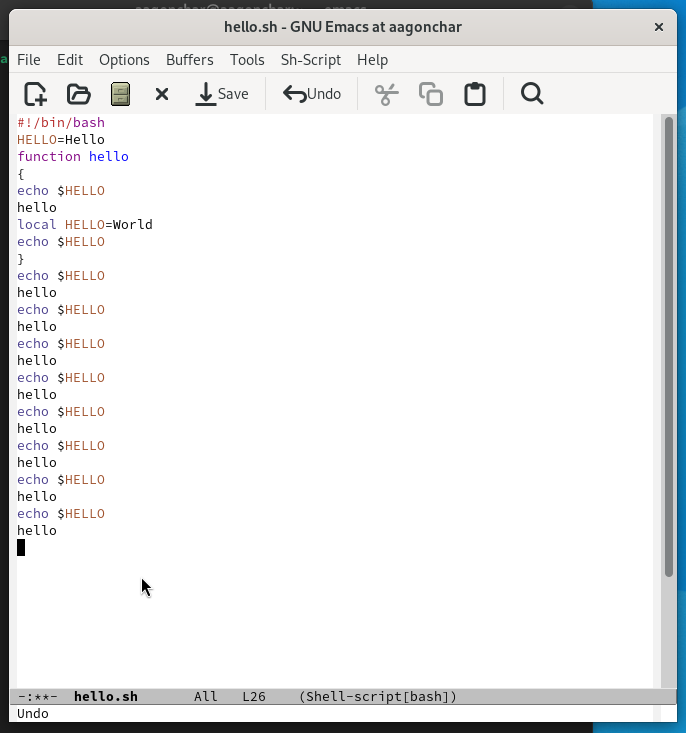 hello.sh - GNU Emacs at aagonchar
File Edit Options Buffers Tools Sh-Script Help
Save Undo
#!/bin/bash
HELLO=Hello
function hello
{
echo $HELLO
hello
local HELLO=World
echo $HELLO
}
echo $HELLO
hello
echo $HELLO
hello
echo $HELLO
hello
echo $HELLO
hello
echo $HELLO
hello
echo $HELLO
hello
echo $HELLO
hello
echo $HELLO
hello
-:**- hello.sh All L26 (Shell-script[bash])
Undo